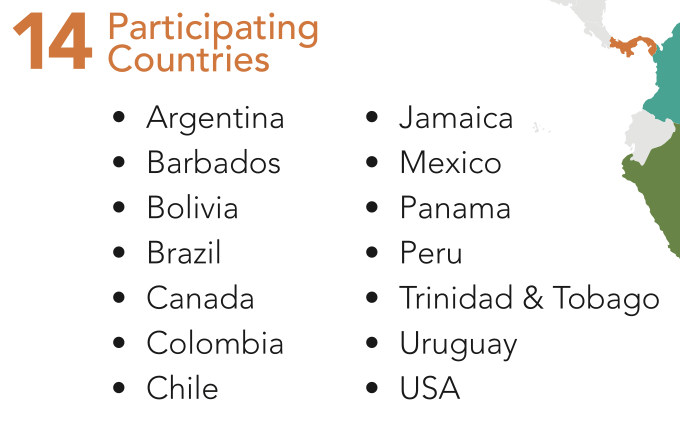 14 Participating
Countries
• Argentina
• Barbados
• Bolivia
• Brazil
• Canada
• Colombia
• Chile
• Jamaica
• Mexico
• Panama
• Peru
• Trinidad & Tobago
• Uruguay
• USA